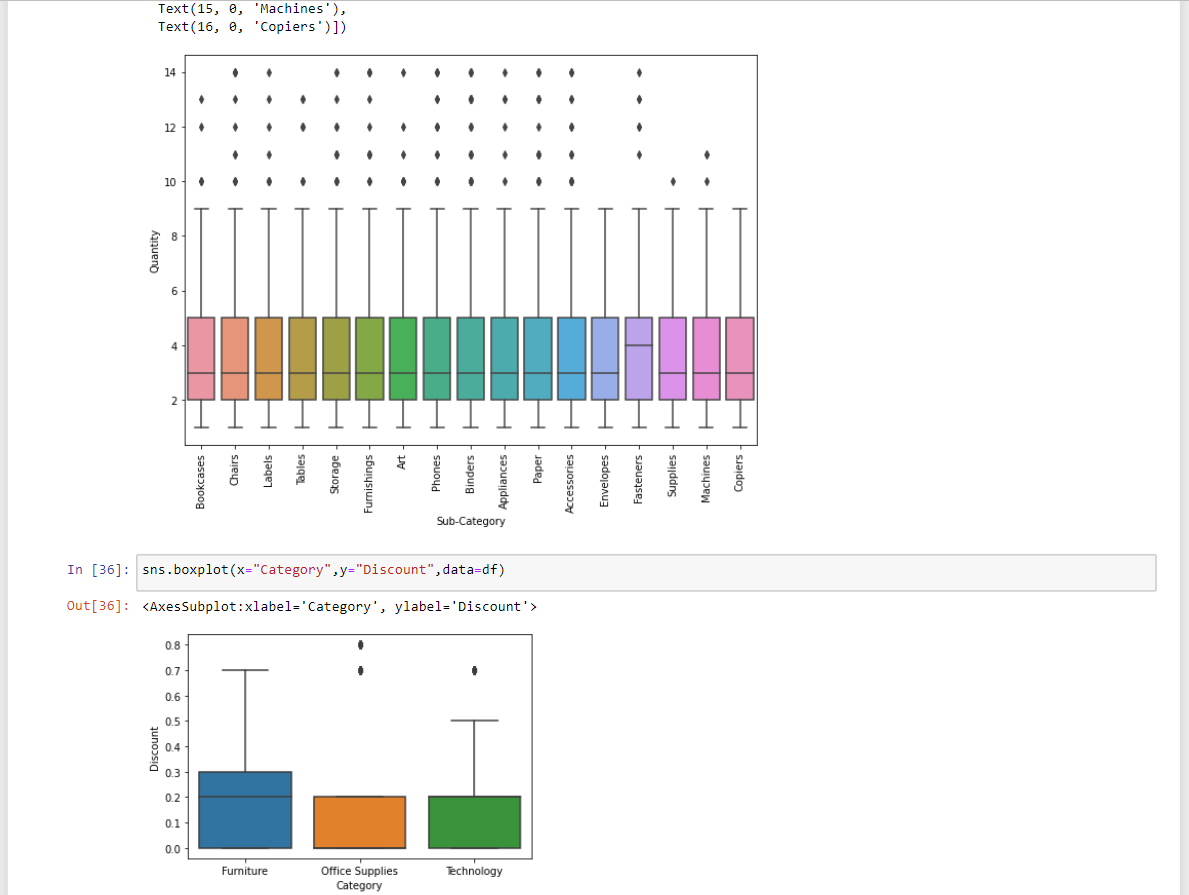 Text(15, 0, 'Machines'),
Text(16, 0, 'Copiers')])
14
12
10
8
6
4
2
Quantity
Bookcases
Chairs
Labels
Tables
Storage
Furnishings
Art
Phones
Binders
Appliances
Paper
Accessories
Envelopes
Fasteners
Supplies
Machines
Copiers
Sub-Category
In [36]: sns.boxplot(x="Category",y="Discount",data=df)
Out[36]: <AxesSubplot:xlabel='Category', ylabel='Discount'>
0.8
0.7
0.6
0.5
0.4
0.3
0.2
0.1
0.0
Discount
Furniture Office Supplies Technology
Category